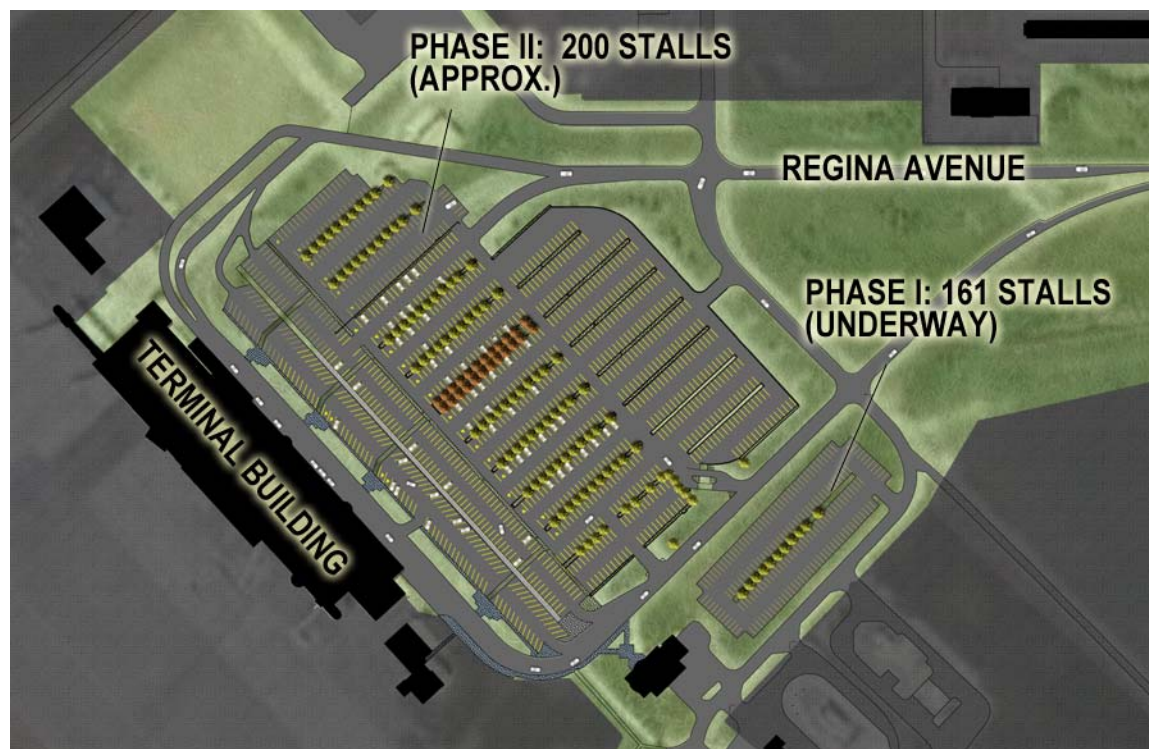 PHASE II: 200 STALLS
(APPROX.)
REGINA AVENUE
PHASE I: 161 STALLS
(UNDERWAY)
TERMINAL BUILDING